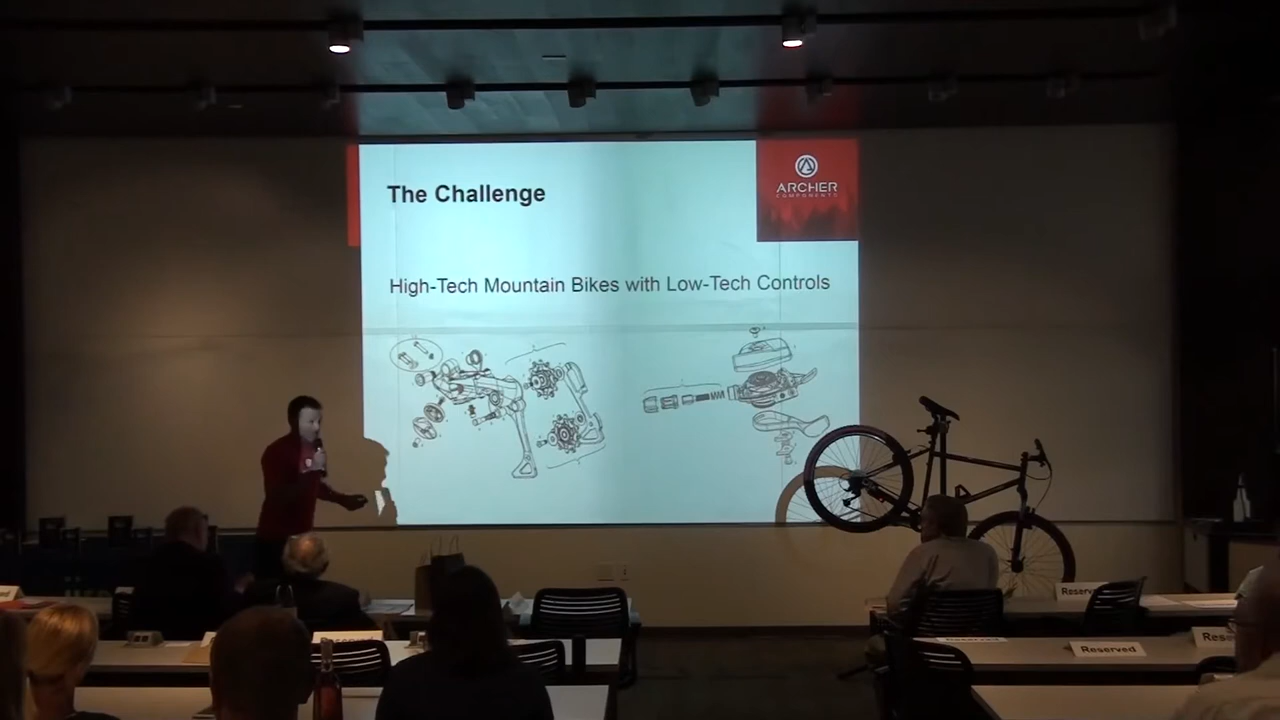 The Challenge
ARCHER
COMPONENTS
High-Tech Mountain Bikes with Low-Tech Controls
Reserved
Reserved